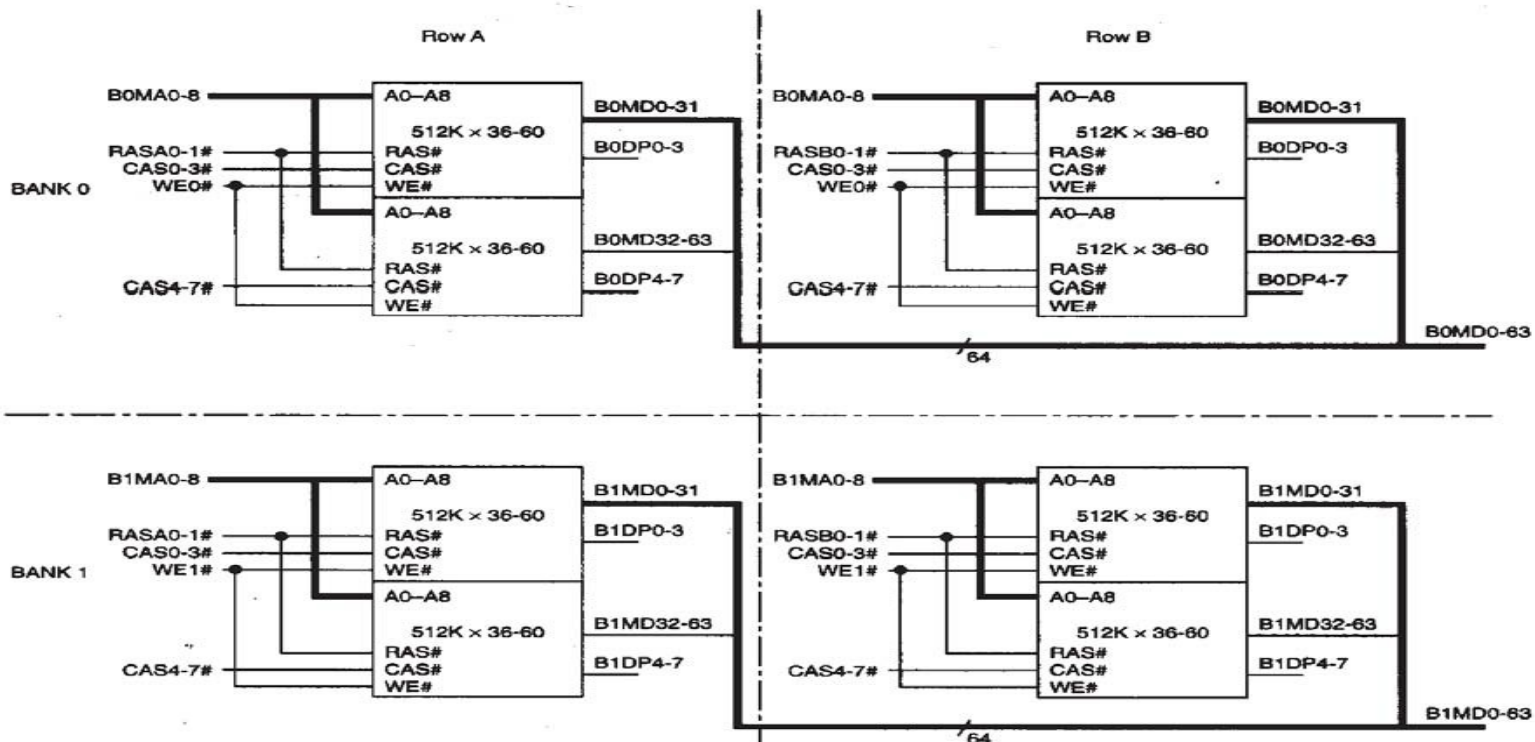 Row A
Row B
B0MA0-8
A0–A8
B0MD0-31
512K × 36-60
RASA0-1#
RAS#
B0DP0-3
CAS0-3#
CAS#
BANK 0
WE0#
WE#
A0–A8
512K × 36-60
B0MD32-63
RAS#
CAS4-7#
CAS#
B0DP4-7
WE#
B0MA0-8
A0–A8
B0MD0-31
512K × 36-60
RASB0-1#
RAS#
B0DP0-3
CAS0-3#
CAS#
WE0#
WE#
A0–A8
512K × 36-60
B0MD32-63
RAS#
CAS4-7#
CAS#
B0DP4-7
WE#
B0MD0-63
64
B1MA0-8
A0–A8
B1MD0-31
512K × 36-60
RASA0-1#
RAS#
B1DP0-3
CAS0-3#
CAS#
BANK 1
WE1#
WE#
A0–A8
512K × 36-60
B1MD32-63
RAS#
CAS4-7#
CAS#
B1DP4-7
WE#
B1MA0-8
A0–A8
B1MD0-31
512K × 36-60
RASB0-1#
RAS#
B1DP0-3
CAS0-3#
CAS#
WE1#
WE#
A0–A8
512K × 36-60
B1MD32-63
RAS#
CAS4-7#
CAS#
B1DP4-7
WE#
B1MD0-63
64